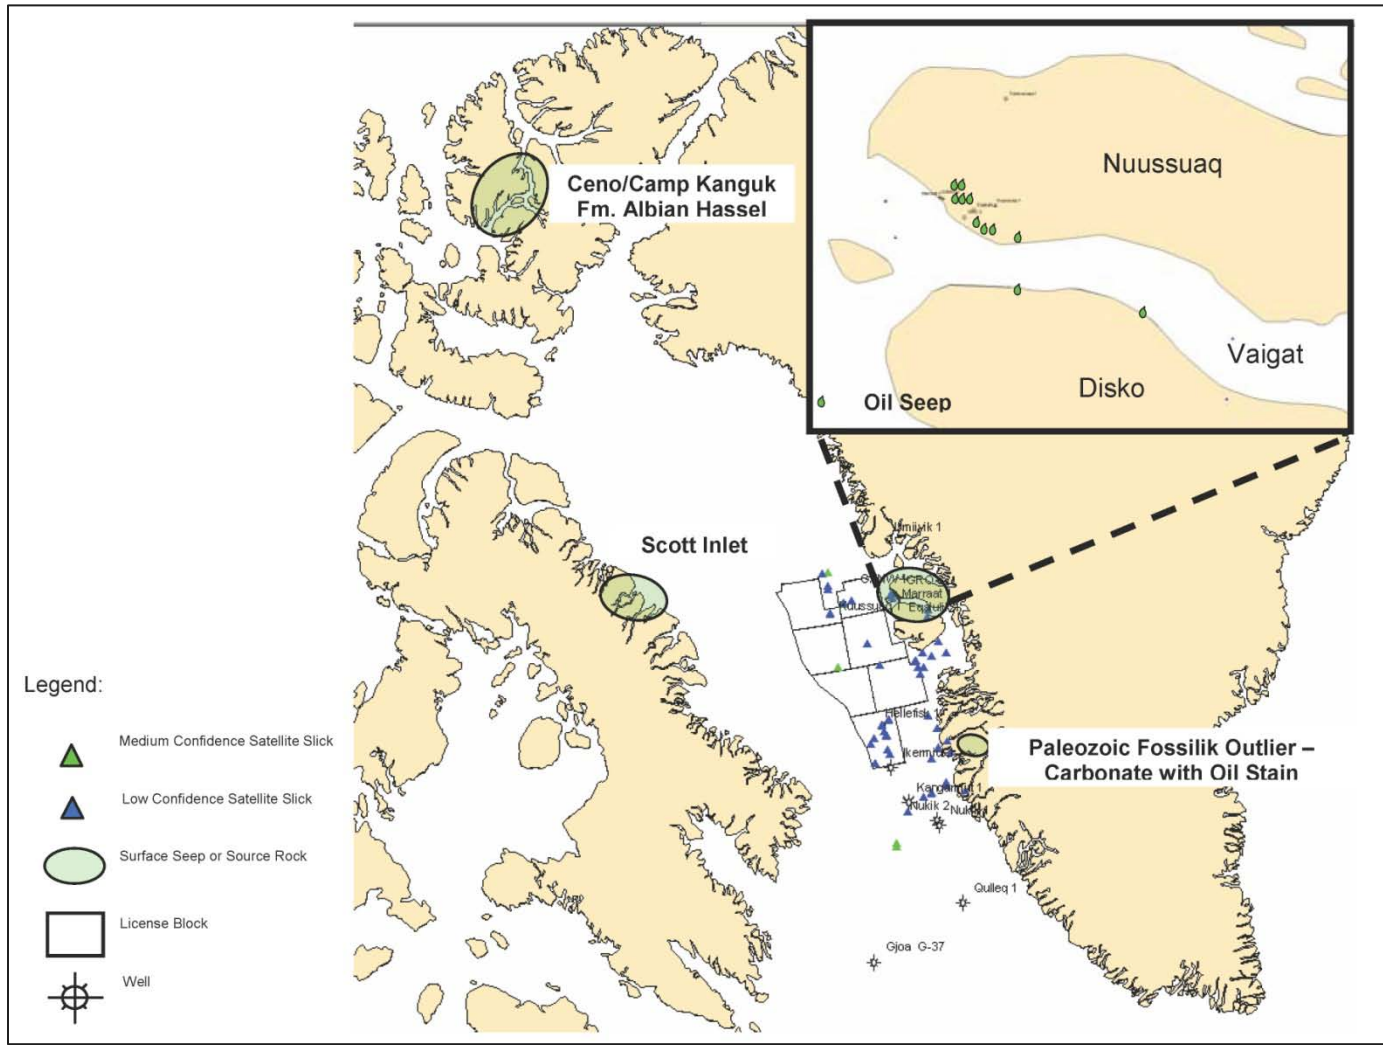 Nuussuaq
Vaigat
Disko
Oil Seep
Ceno/Camp Kanguk
Fm. Albian Hassel
Scott Inlet
Umiivik 1
Marraat
Nuussuaq
Hellefisk 1
Kangamiut 1
Nukik 2
Paleozoic Fossilik Outlier –
Carbonate with Oil Stain
Qulleq 1
Gjoa G-37
Legend:
Medium Confidence Satellite Slick
Low Confidence Satellite Slick
Surface Seep or Source Rock
License Block
Well